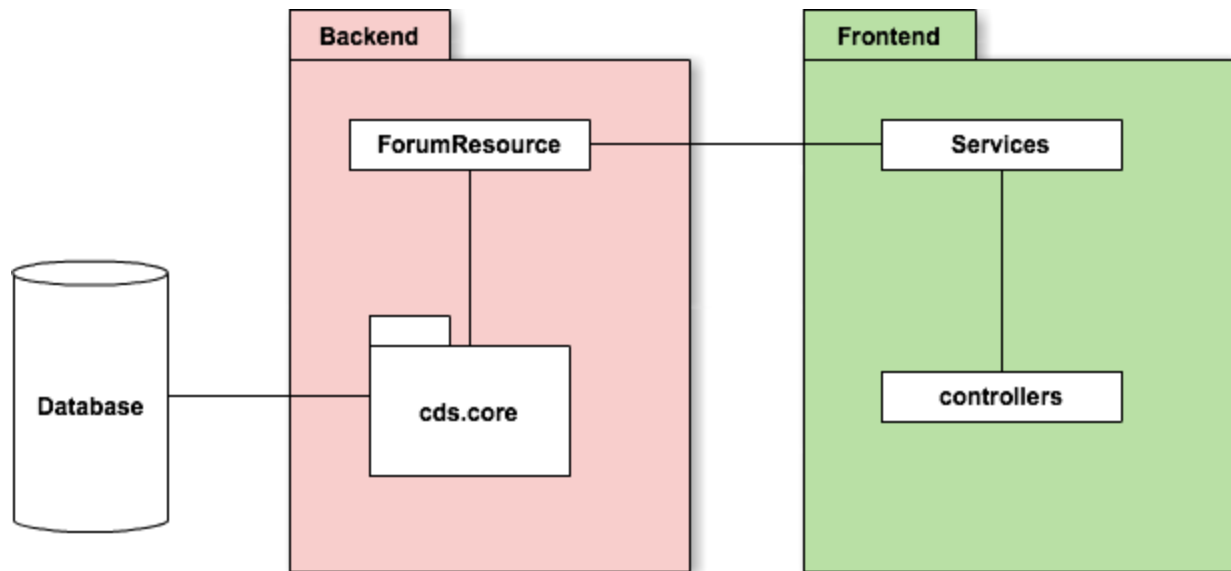 Backend
Frontend
ForumResource
Services
Database
cds.core
controllers